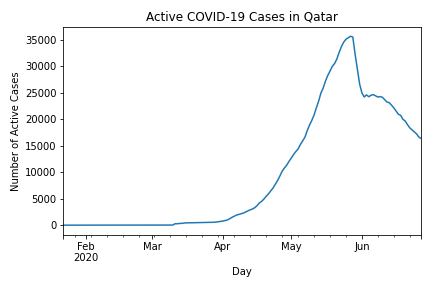 Active COVID-19 Cases in Qatar
Number of Active Cases
35000
30000
25000
20000
15000
10000
5000
0
Feb Mar Apr May Jun
2020
Day